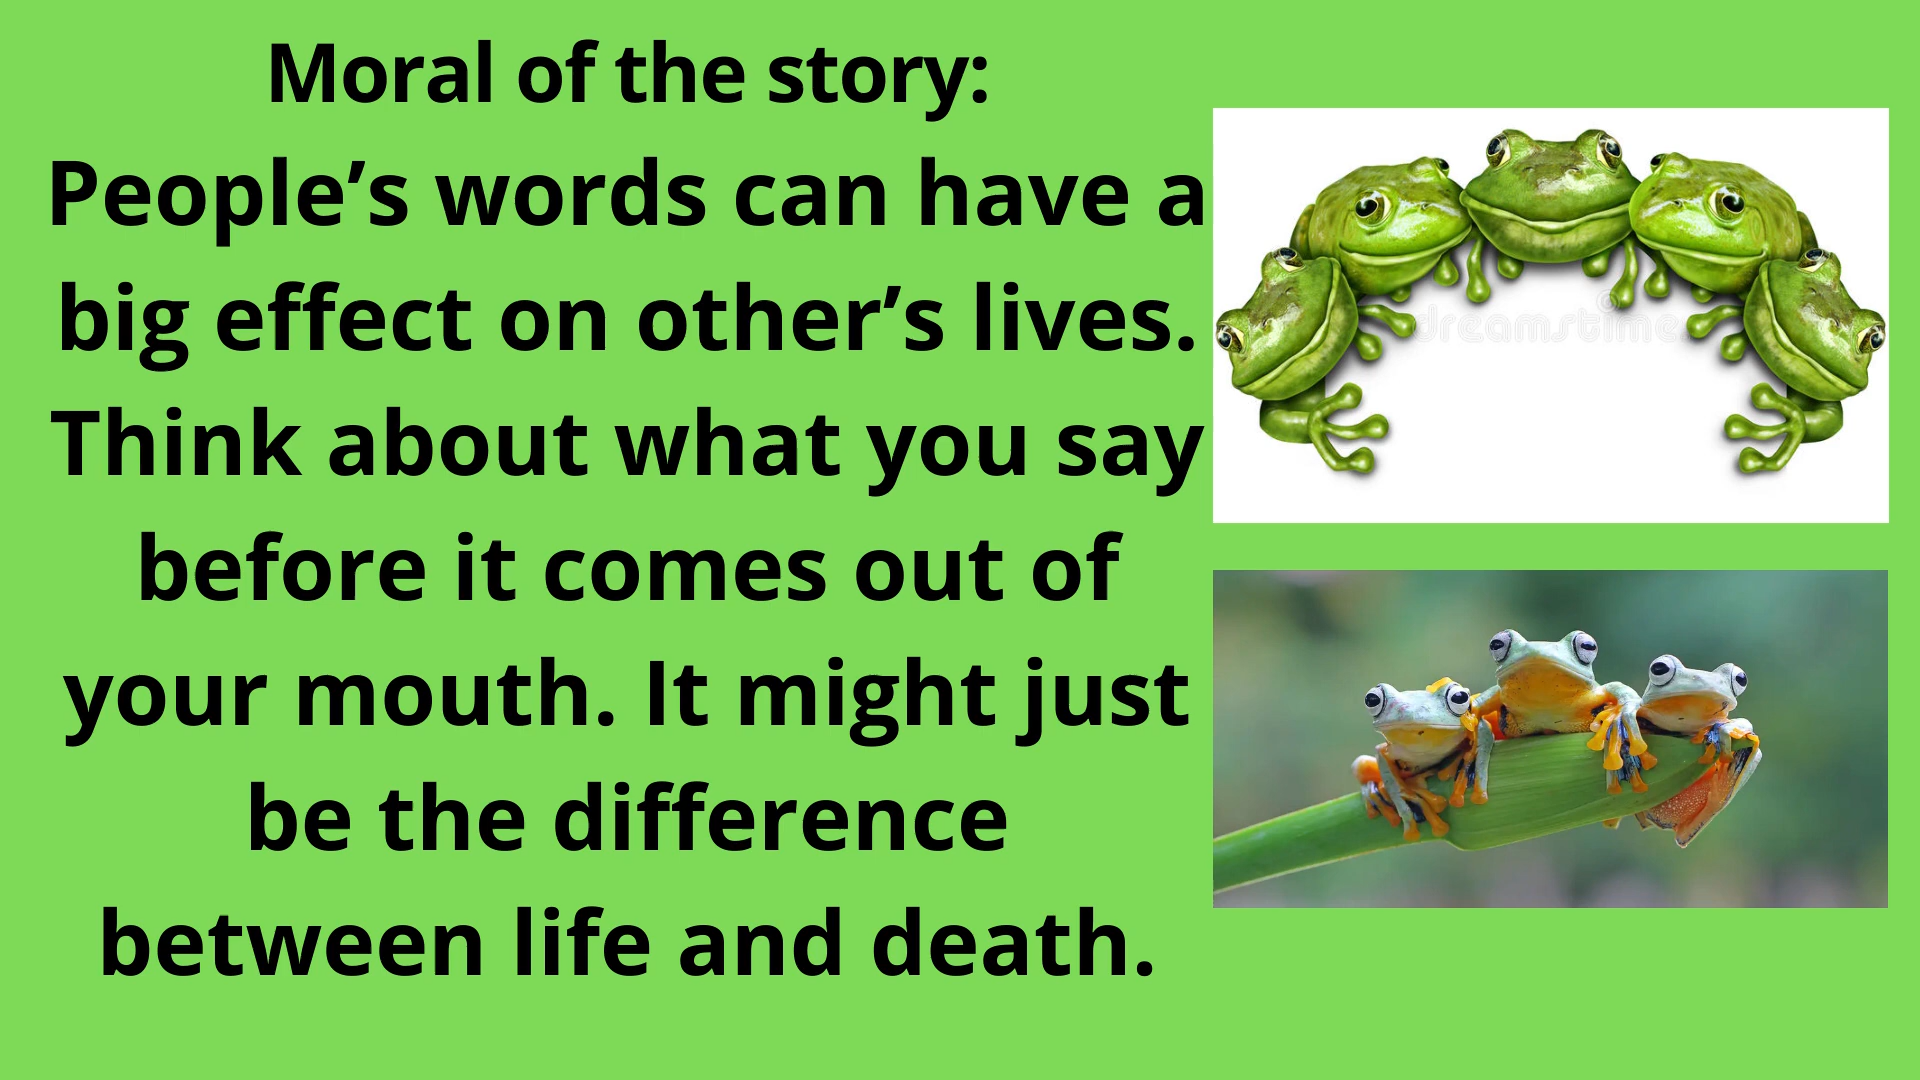 Moral of the story:
People’s words can have a
big effect on other’s lives.
Think about what you say
before it comes out of
your mouth. It might just
be the difference
between life and death.
dreamstime